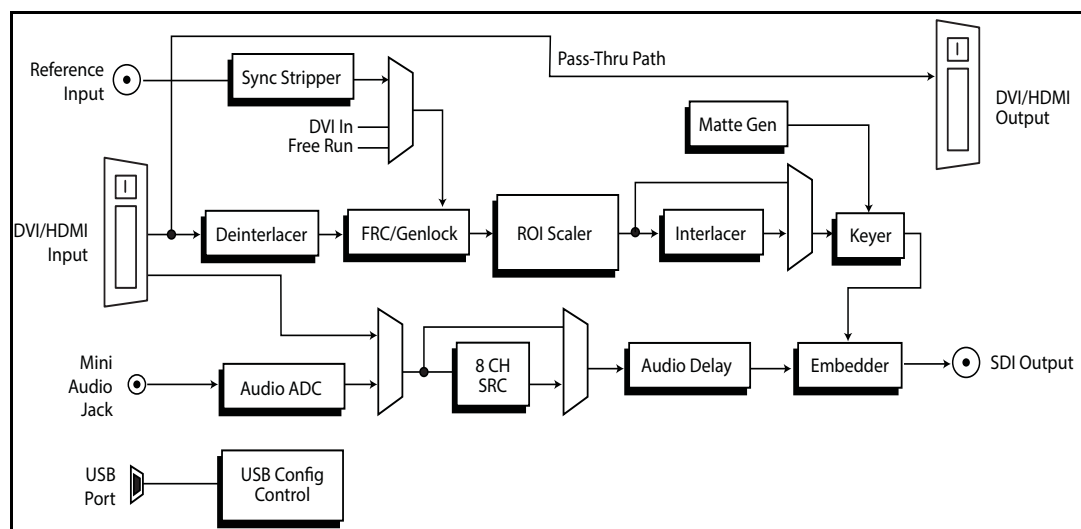 Reference
Input
Sync Stripper
Pass-Thru Path
DVI/HDMI
Output
DVI In
Free Run
Matte Gen
DVI/HDMI
Input
Deinterlacer
FRC/Genlock
ROI Scaler
Interlacer
Keyer
Mini
Audio
Jack
Audio ADC
8 CH
SRC
Audio Delay
Embedder
SDI Output
USB
Port
USB Config
Control